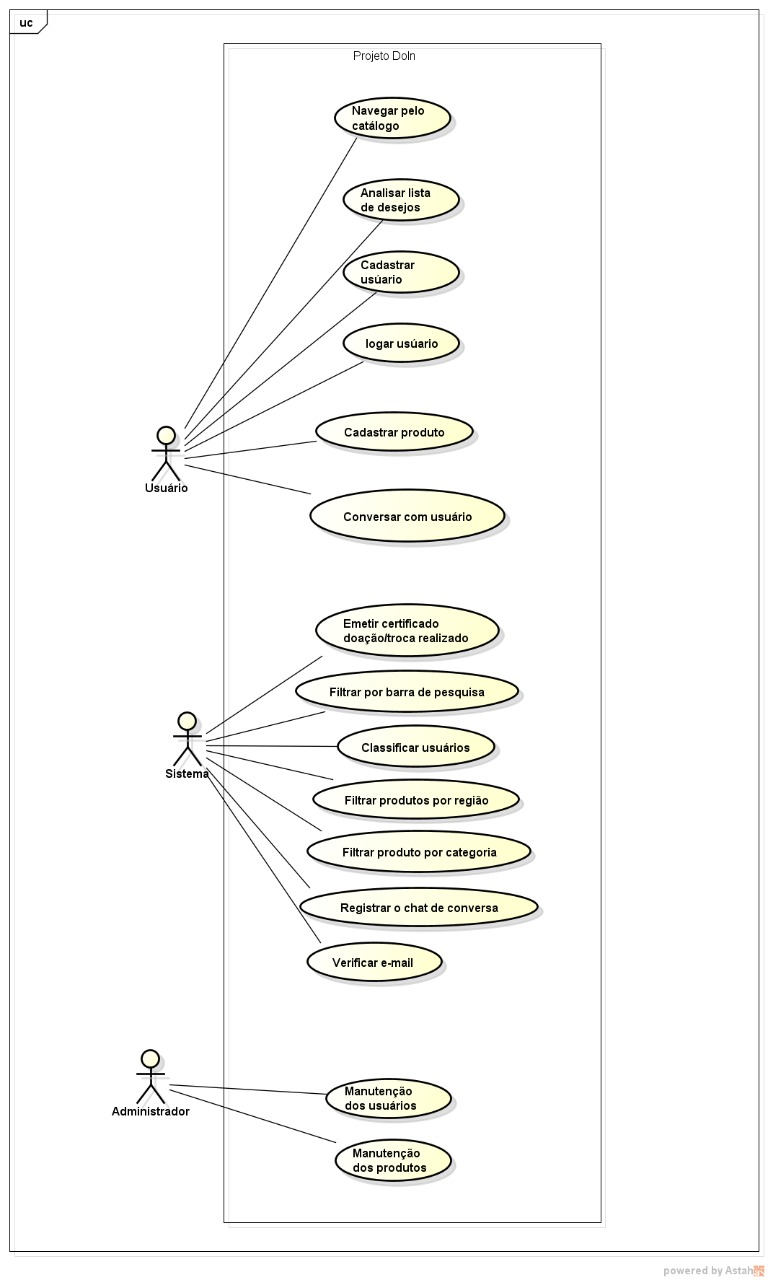 uc
Projeto DoIn
Navegar pelo
catálogo
Analisar lista
de desejos
Cadastrar
usúario
logar usúario
Cadastrar produto
Conversar com usuário
Usuário
Emetir certificado
doação/troca realizado
Filtrar por barra de pesquisa
Classificar usuários
Sistema
Filtrar produtos por região
Filtrar produto por categoria
Registrar o chat de conversa
Verificar e-mail
Manutenção
dos usuários
Administrador
Manutenção
dos produtos
powered by Astah